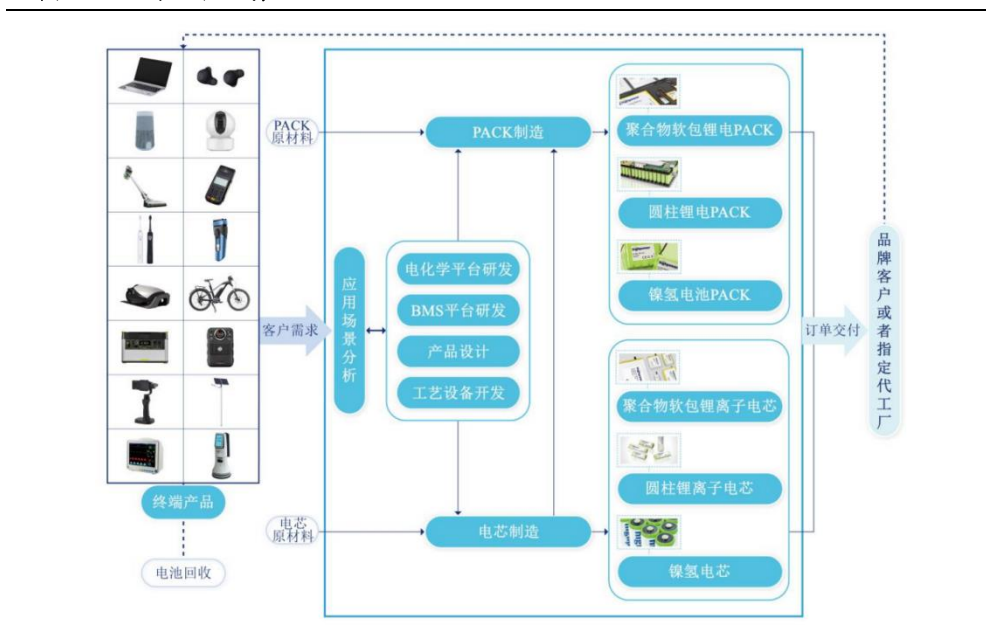 PACK
原材料
PACK制造
聚合物软包锂电PACK
圆柱锂电PACK
镍氢电池PACK
应用场景分析
电化学平台研发
BMS平台研发
产品设计
工艺设备开发
客户需求
订单交付
品牌客户或者指定代工厂
聚合物软包锂离子电芯
圆柱锂离子电芯
镍氢电芯
终端产品
电芯
原材料
电芯制造
电池回收